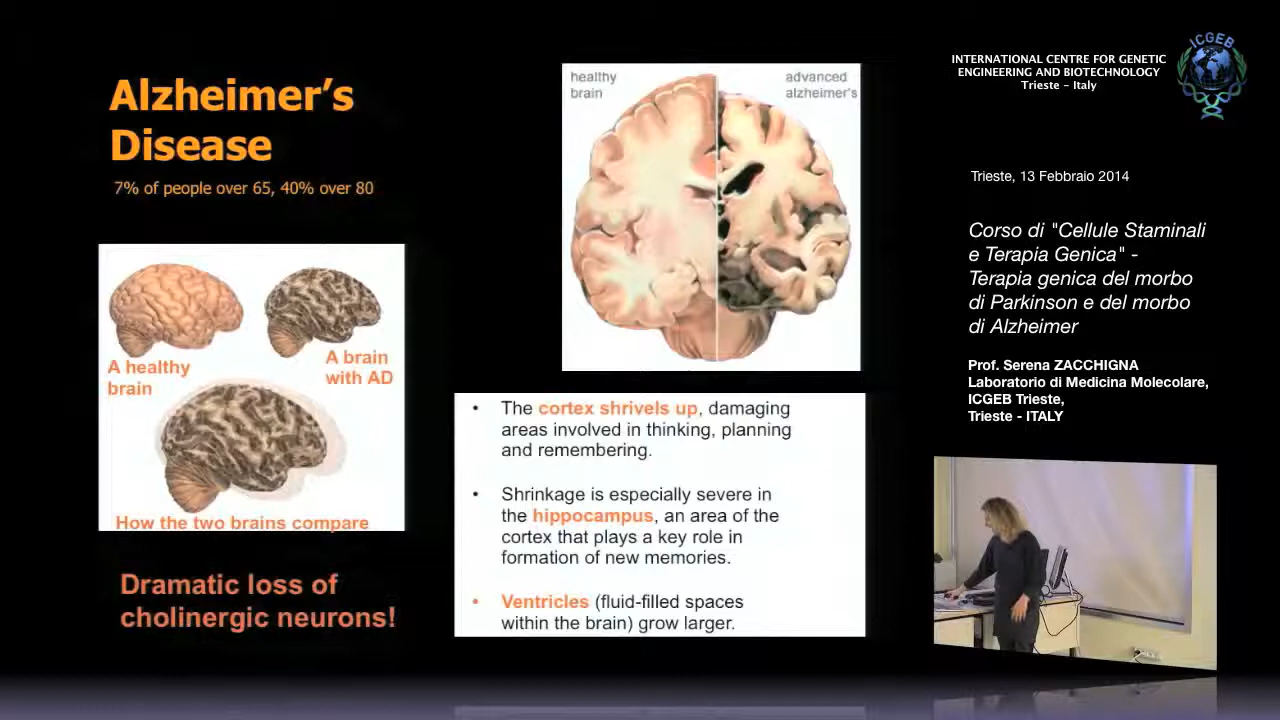 Alzheimer's
Disease
7% of people over 65, 40% over 80
A healthy
brain
A brain
with AD
How the two brains compare
Dramatic loss of
cholinergic neurons!
healthy
brain
advanced
alzheimer's
• The cortex shrivels up, damaging
areas involved in thinking, planning
and remembering.
• Shrinkage is especially severe in
the hippocampus, an area of the
cortex that plays a key role in
formation of new memories.
• Ventricles (fluid-filled spaces
within the brain) grow larger.
INTERNATIONAL CENTRE FOR GENETIC
ENGINEERING AND BIOTECHNOLOGY
Trieste - Italy
ICGEB
Trieste, 13 Febbraio 2014
Corso di "Cellule Staminali
e Terapia Genica" -
Terapia genica del morbo
di Parkinson e del morbo
di Alzheimer
Prof. Serena ZACCHIGNA
Laboratorio di Medicina Molecolare,
ICGEB Trieste,
Trieste - ITALY